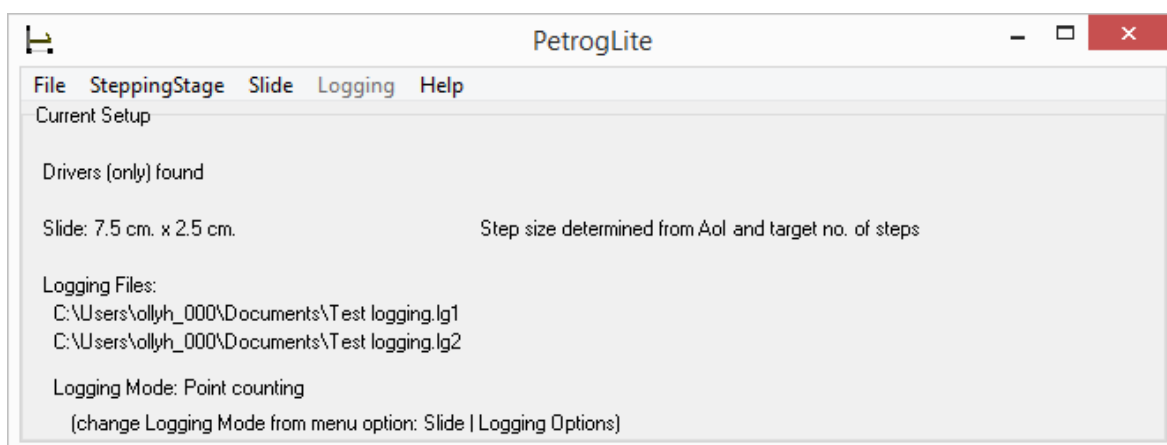 PetrogLite
File SteppingStage Slide Logging Help
Current Setup
Drivers (only) found
Slide: 7.5 cm. x 2.5 cm. Step size determined from AoI and target no. of steps
Logging Files:
C:\Users\ollyh_000\Documents\Test logging.lg1
C:\Users\ollyh_000\Documents\Test logging.lg2
Logging Mode: Point counting
(change Logging Mode from menu option: Slide | Logging Options)